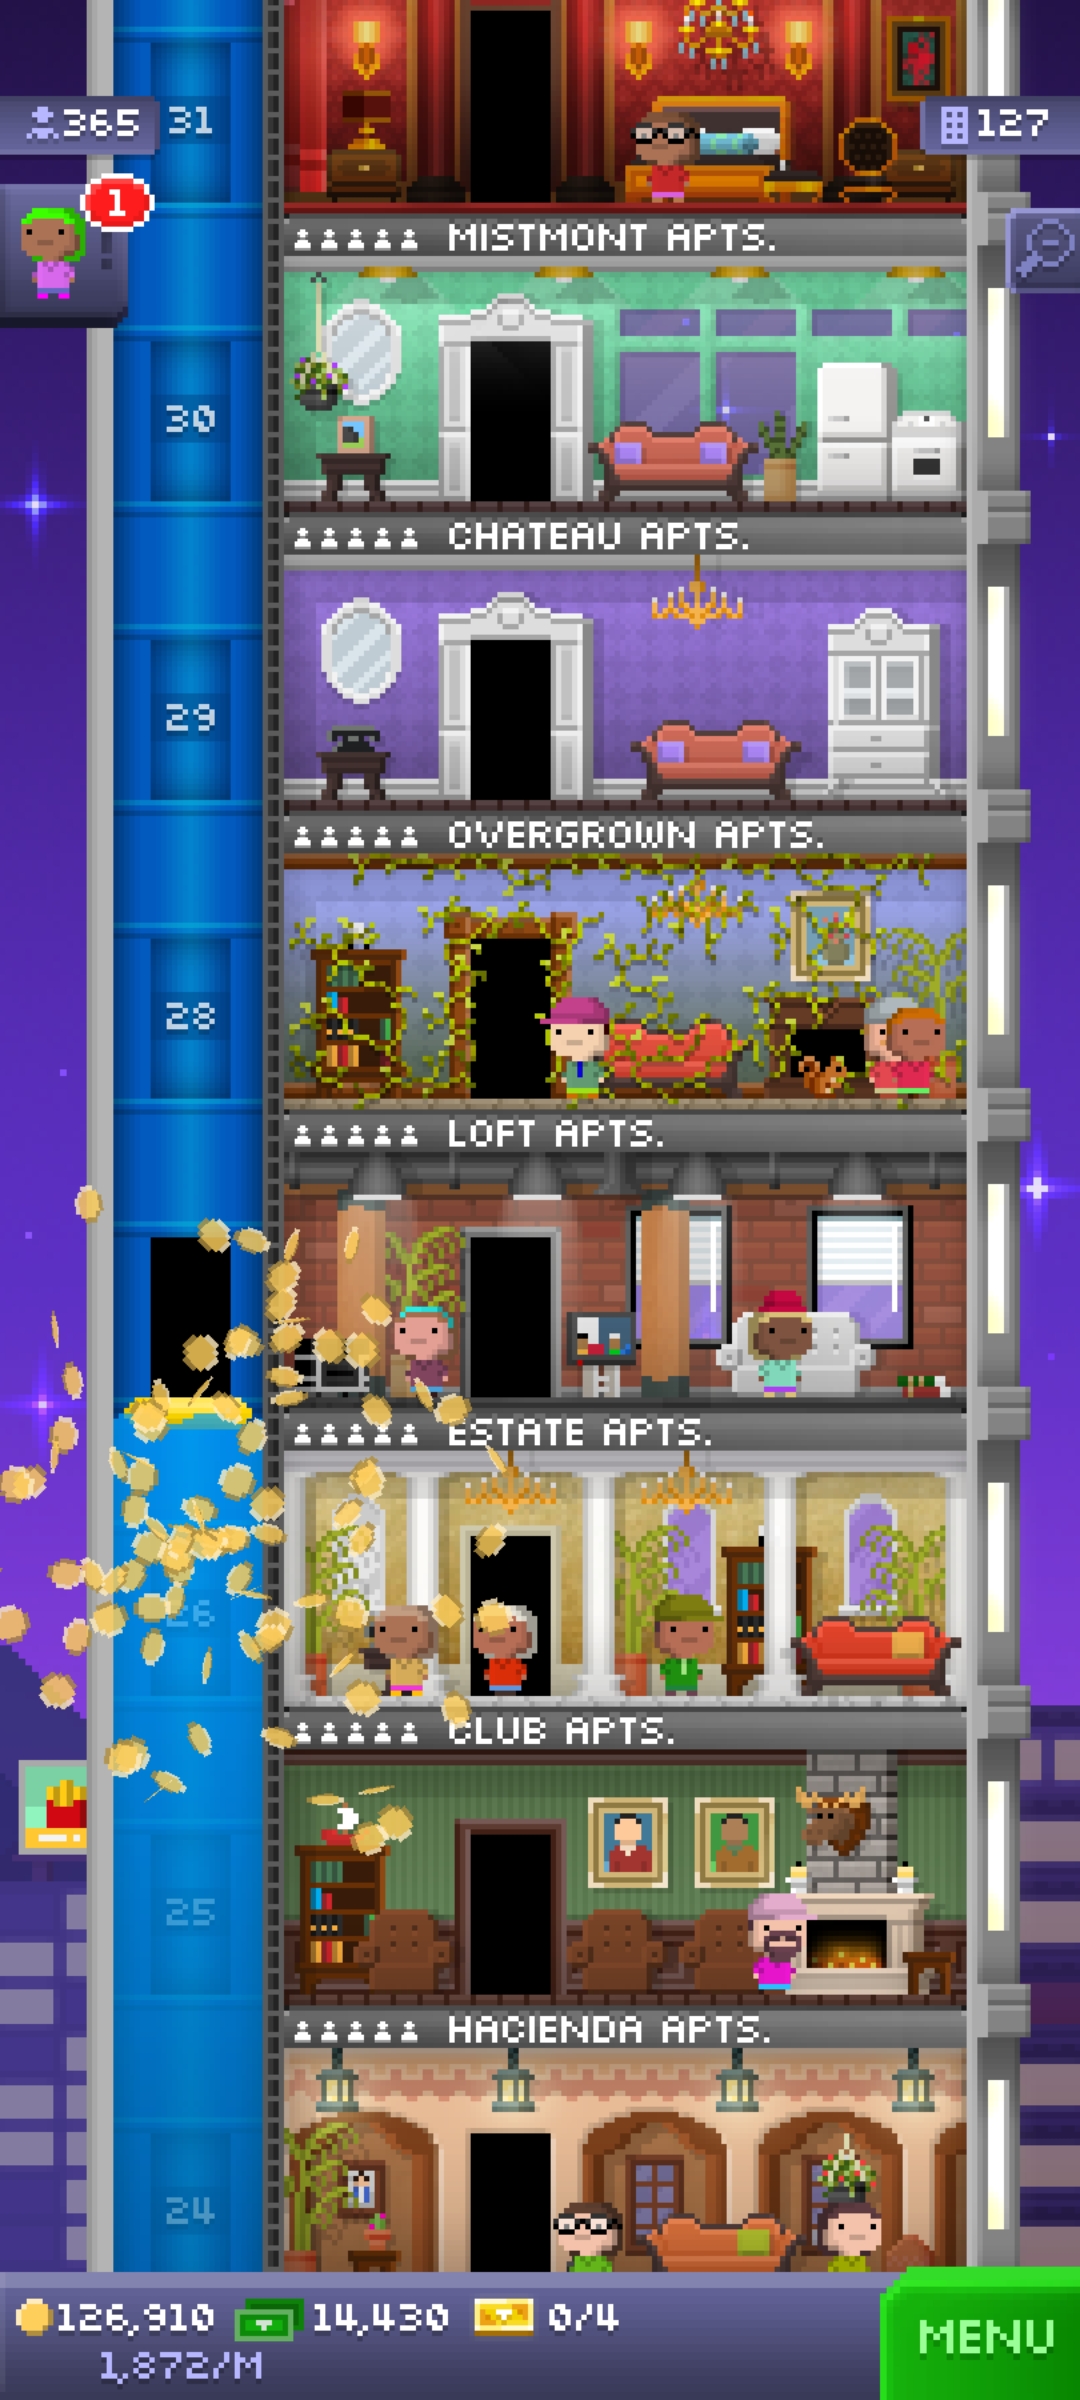 365
31
127
1
MISTMONT APTS.
30
CHATEAU APTS.
29
OVERGROWN APTS.
28
LOFT APTS.
ESTATE APTS.
26
CLUB APTS.
25
HACIENDA APTS.
24
126,910 14,430 0/4
1,872/M
MENU